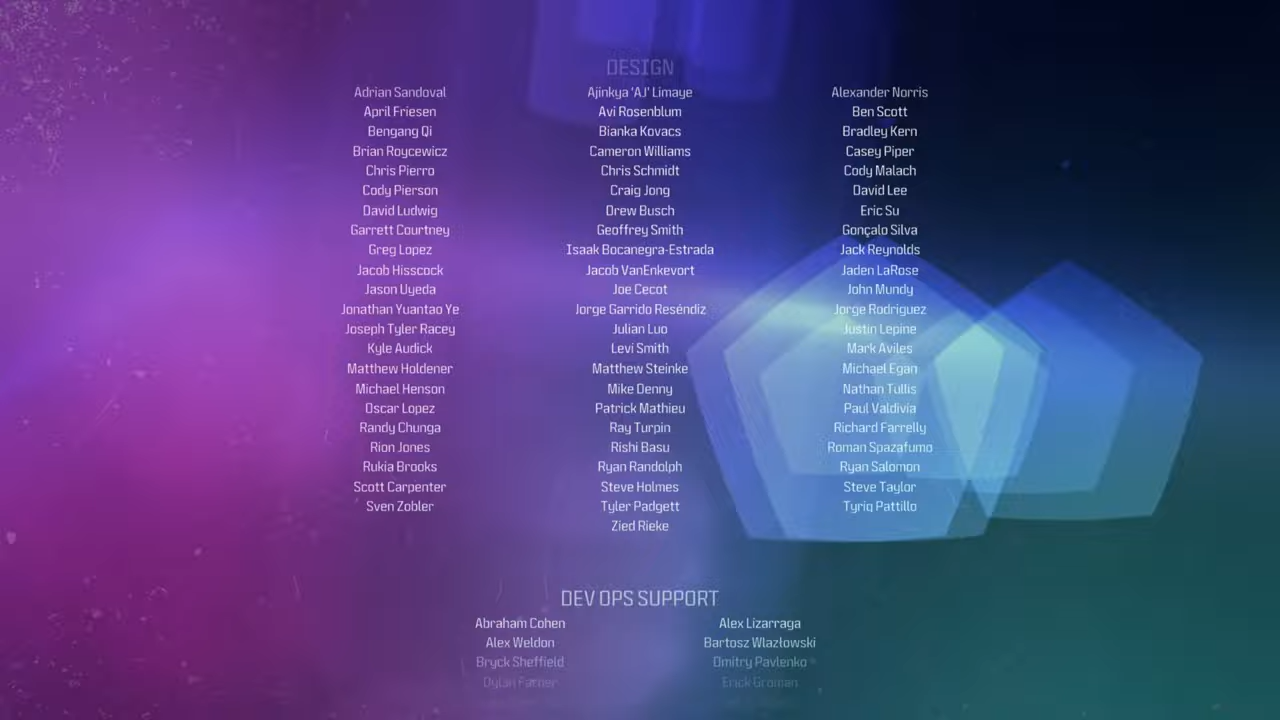 DESIGN
Adrian Sandoval Ajinkya 'AJ' Limaye Alexander Norris
April Friesen Avi Rosenblum Ben Scott
Bengang Qi Bianka Kovacs Bradley Kern
Brian Roycewicz Cameron Williams Casey Piper
Chris Pierro Chris Schmidt Cody Malach
Cody Pierson Craig Jong David Lee
David Ludwig Drew Busch Eric Su
Garrett Courtney Geoffrey Smith Gonçalo Silva
Greg Lopez Isaak Bocanegra-Estrada Jack Reynolds
Jacob Hisscock Jacob VanEnkevort Jaden LaRose
Jason Uyeda Joe Cecot John Mundy
Jonathan Yuantao Ye Jorge Garrido Reséndiz Jorge Rodriguez
Joseph Tyler Racey Julian Luo Justin Lepine
Kyle Audick Levi Smith Mark Aviles
Matthew Holdener Matthew Steinke Michael Egan
Michael Henson Mike Denny Nathan Tullis
Oscar Lopez Patrick Mathieu Paul Valdivia
Randy Chunga Ray Turpin Richard Farrelly
Rion Jones Rishi Basu Roman Spazafumo
Rukia Brooks Ryan Randolph Ryan Salomon
Scott Carpenter Steve Holmes Steve Taylor
Sven Zobler Tyler Padgett Tyriq Pattillo
Zied Rieke
DEV OPS SUPPORT
Abraham Cohen Alex Lizarraga
Alex Weldon Bartosz Wlazłowski
Bryck Sheffield Dmitry Pavlenko
Dylan Farner Erick Groman